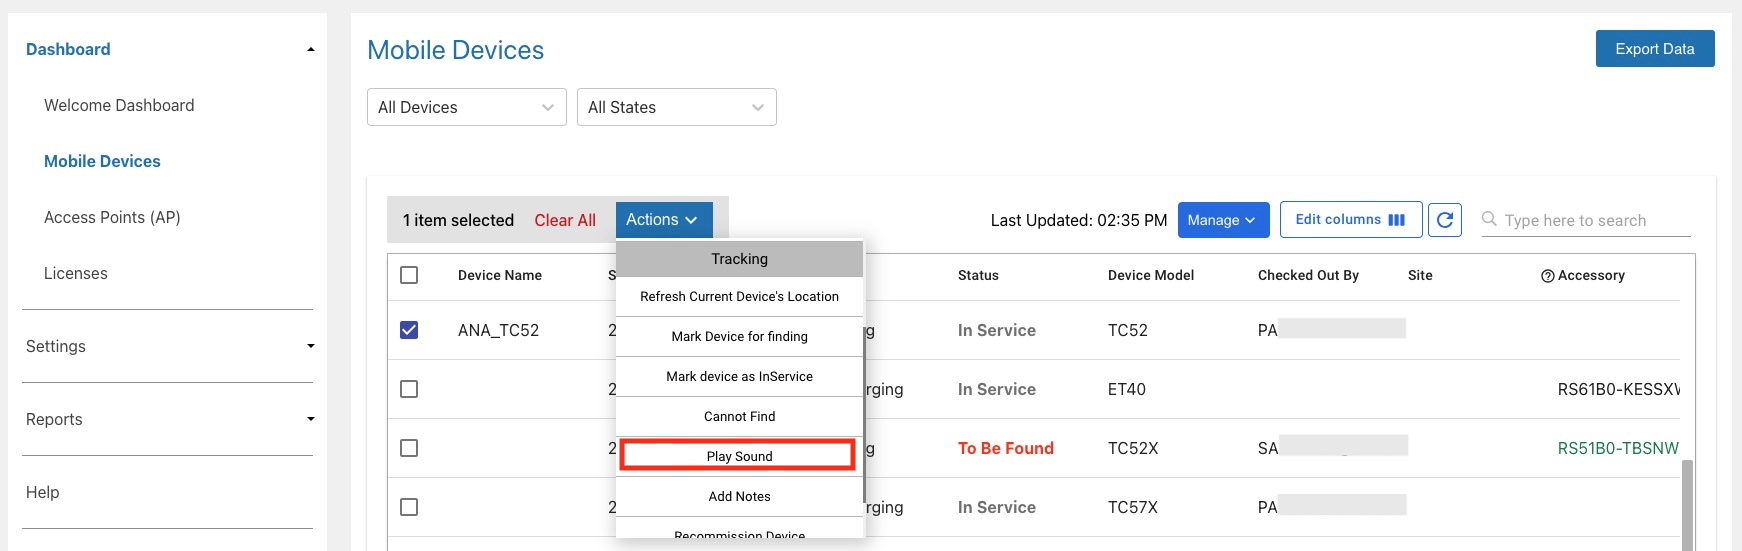 Dashboard
Welcome Dashboard
Mobile Devices
Access Points (AP)
Licenses
Settings
Reports
Help
Mobile Devices
Export Data
All Devices
All States
1 item selected Clear All Actions
Last Updated: 02:35 PM Manage Edit columns Type here to search
Tracking
Refresh Current Device's Location
Mark Device for finding
Mark device as InService
Cannot Find
Play Sound
Add Notes
Recommission Device
Device Name S Status Device Model Checked Out By Site Accessory
ANA_TC52 2 g In Service TC52 PA
2 rging In Service ET40 RS61B0-KESSXW
2 g To Be Found TC52X SA RS51B0-TBSNW
2 rging In Service TC57X PA